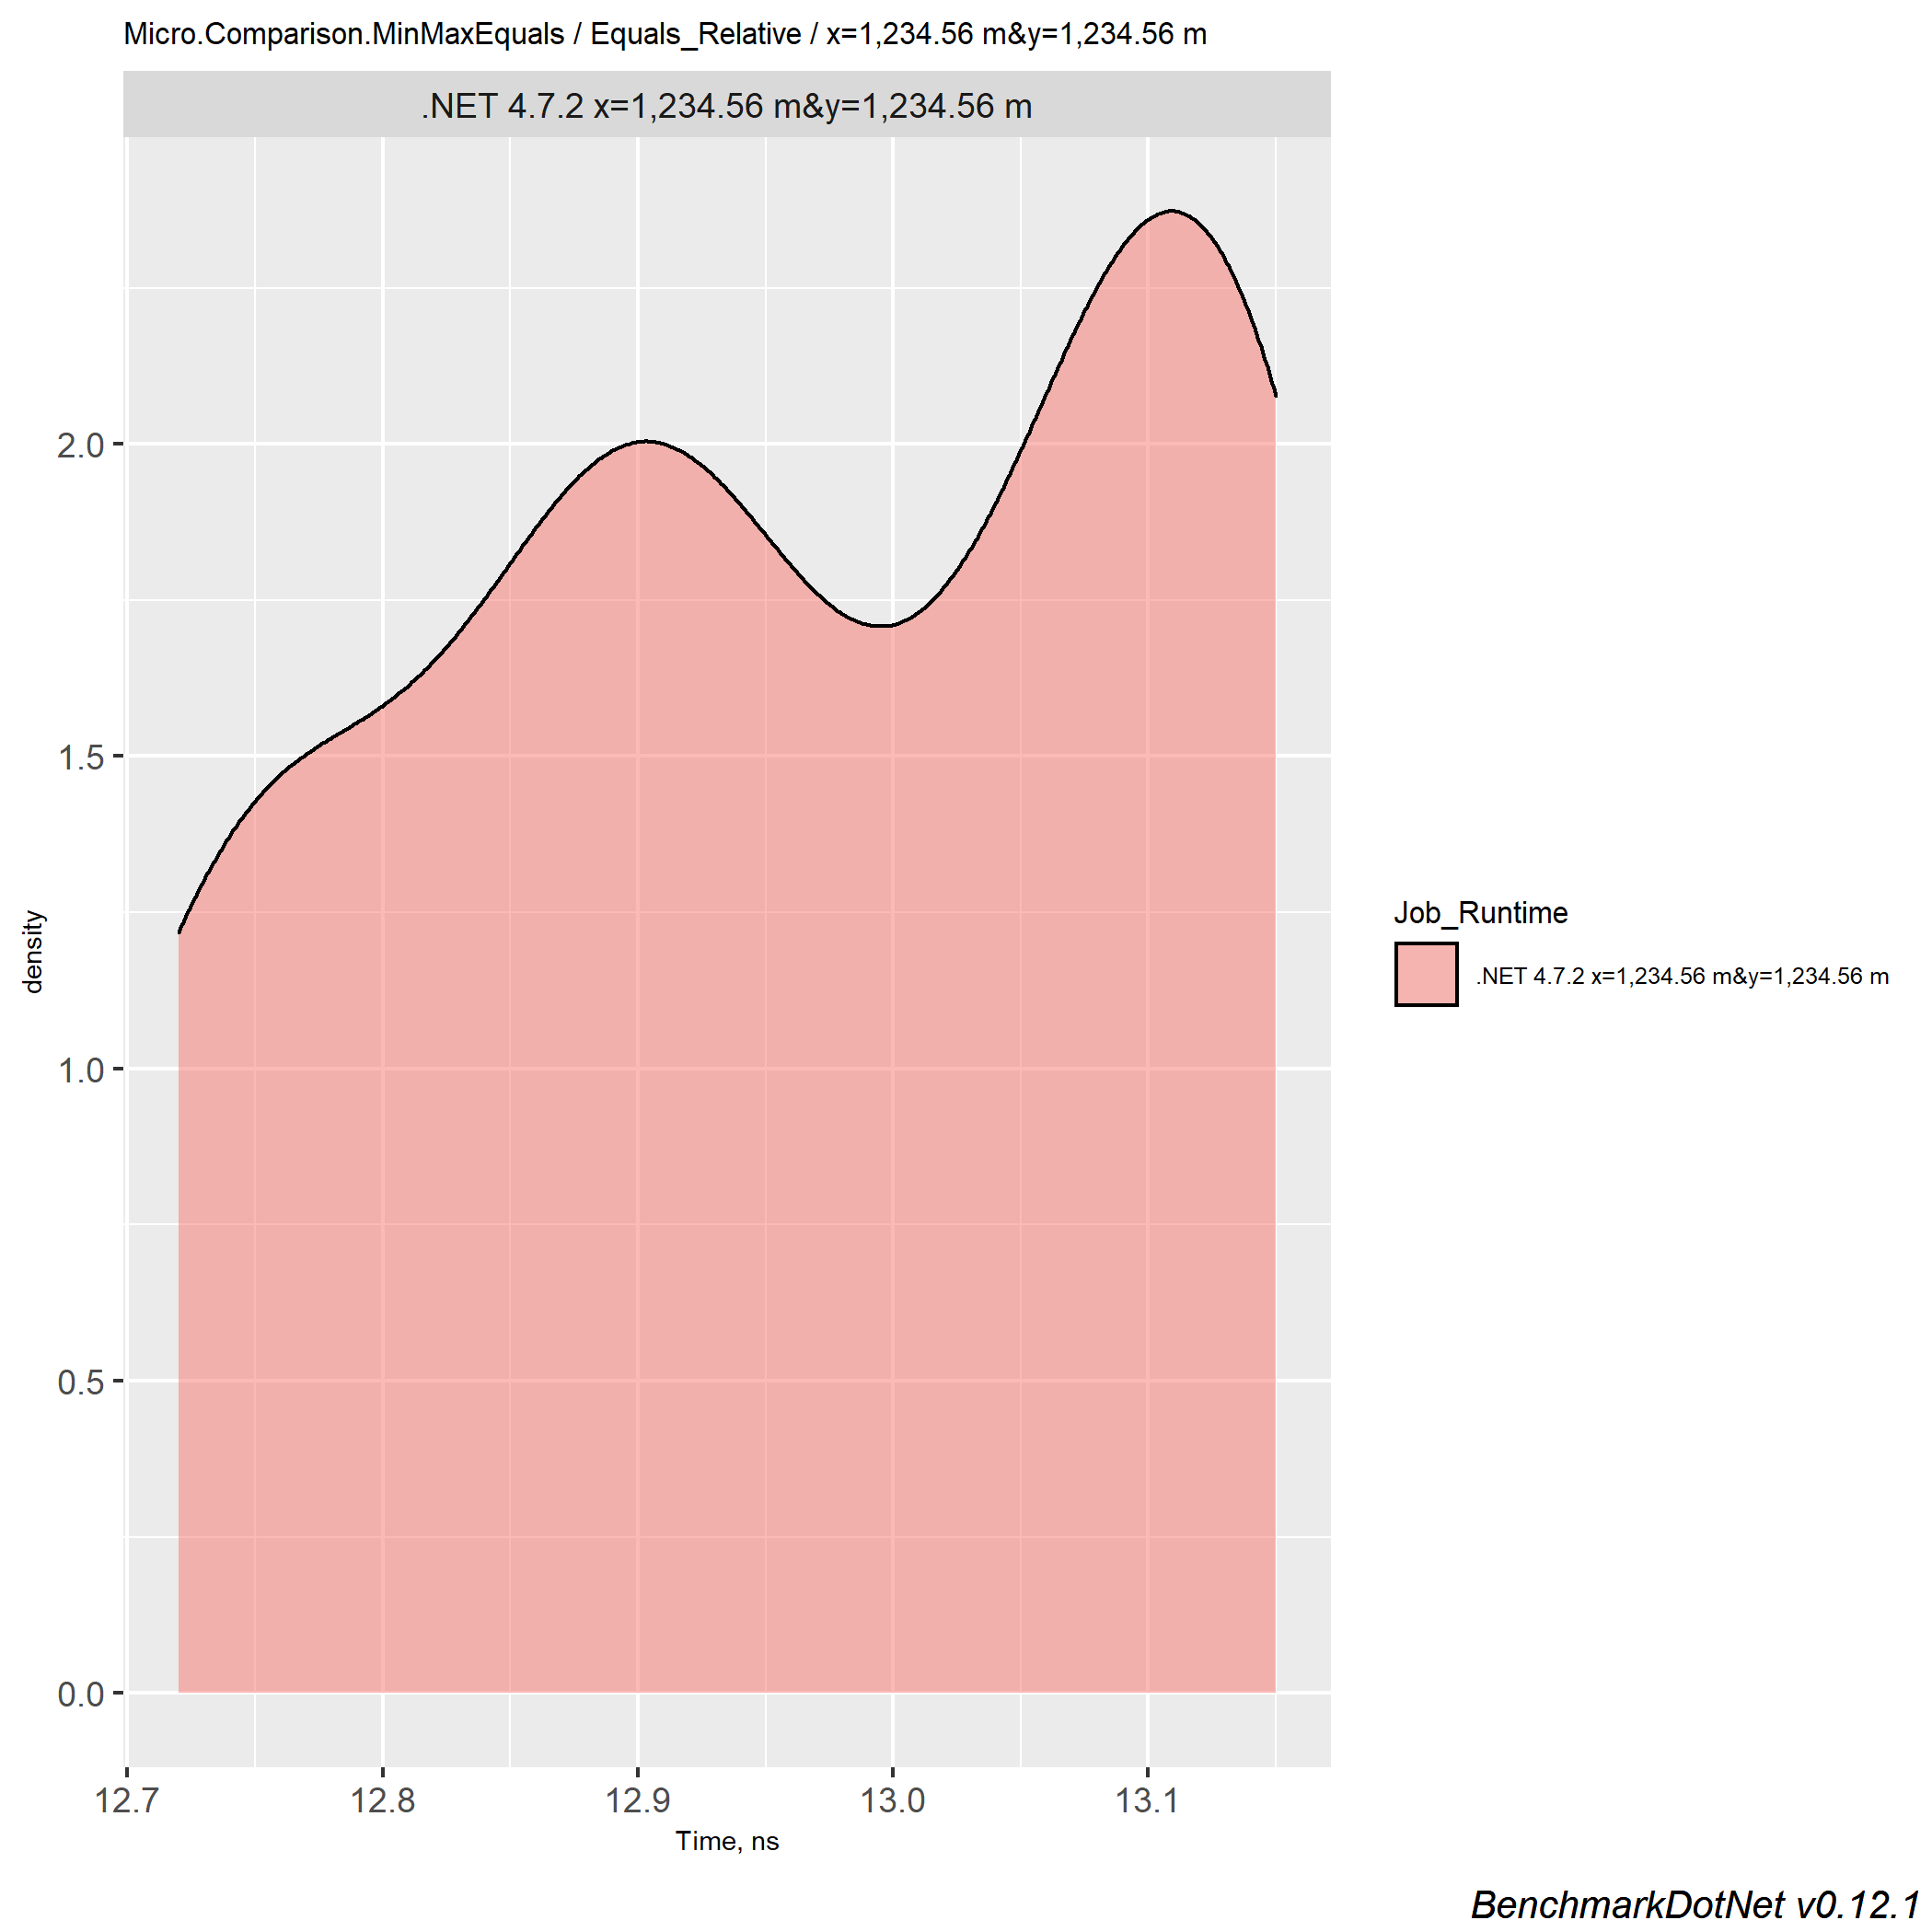 Micro.Comparison.MinMaxEquals / Equals_Relative / x=1,234.56 m&y=1,234.56 m
.NET 4.7.2 x=1,234.56 m&y=1,234.56 m
2.0
1.5
1.0
0.5
0.0
density
12.7 12.8 12.9 13.0 13.1
Time, ns
Job_Runtime
.NET 4.7.2 x=1,234.56 m&y=1,234.56 m
BenchmarkDotNet v0.12.1